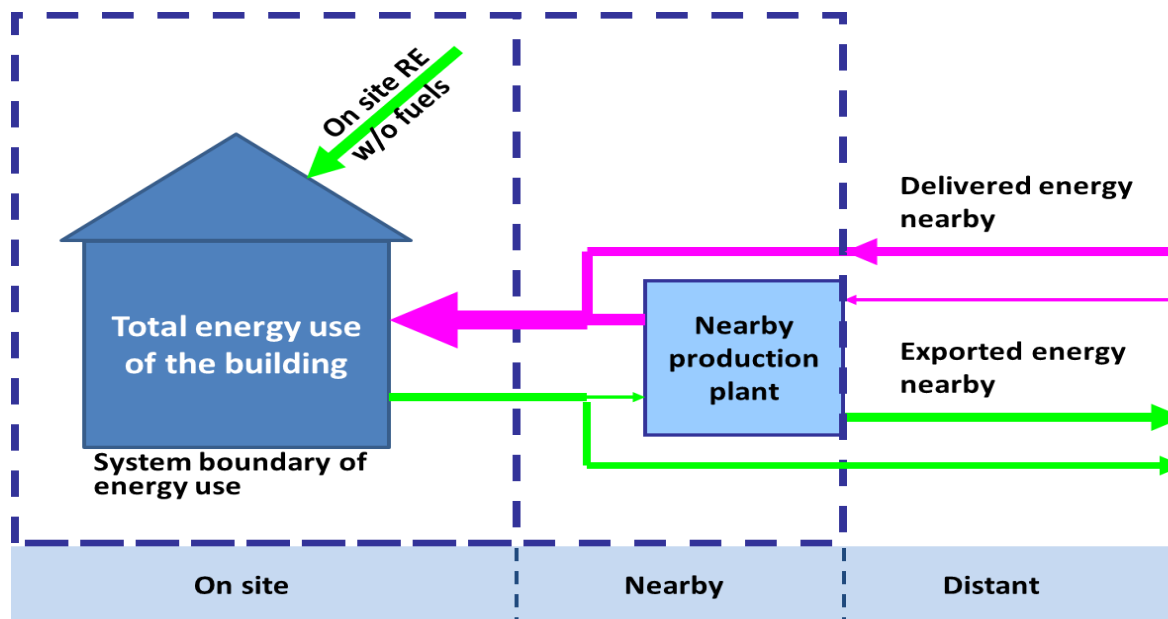 On site RE
w/o fuels
Delivered energy
nearby
Total energy use
of the building
Nearby
production
plant
Exported energy
nearby
System boundary of
energy use
On site
Nearby
Distant